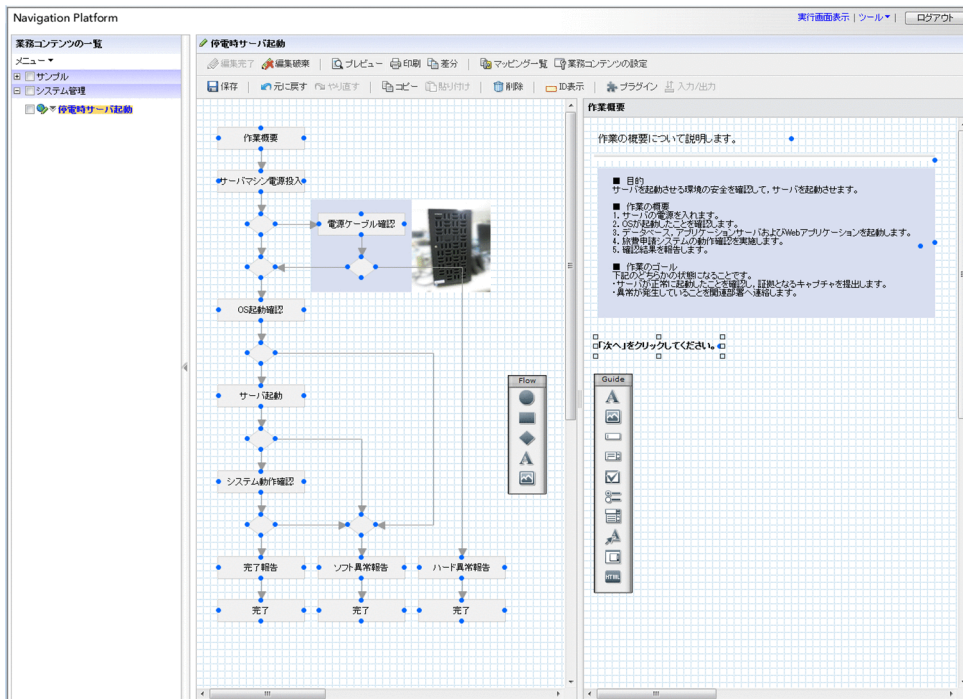 Navigation Platform
実行画面表示 | ツール▼ | ログアウト
業務コンテンツの一覧
メニュー▼
サンプル
システム管理
停電時サーバ起動
停電時サーバ起動
編集完了 編集破棄 | プレビュー 印刷 差分 | マッピング一覧 業務コンテンツの設定
保存 | 元に戻す やり直す | コピー 貼り付け | 削除 | ID表示 | プラグイン 入力/出力
作業概要
サーバマシン電源投入
電源ケーブル確認
OS起動確認
サーバ起動
システム動作確認
完了報告
ソフト異常報告
ハード異常報告
完了
完了
完了
Flow
A
作業概要
作業の概要について説明します。
■ 目的
サーバを起動させる環境の安全を確認して,サーバを起動させます。
■ 作業の概要
1. サーバの電源を入れます。
2. OSが起動したことを確認します。
3. データベース、アプリケーションサーバおよびWebアプリケーションを起動します。
4. 旅費申請システムの動作確認を実施します。
5. 確認結果を報告します。
■ 作業のゴール
下記のどちらかの状態になることです。
・サーバが正常に起動したことを確認し, 証拠となるキャプチャを提出します。
・異常が発生していることを関連部署へ連絡します。
「次へ」をクリックしてください。
Guide
A
A
HTML